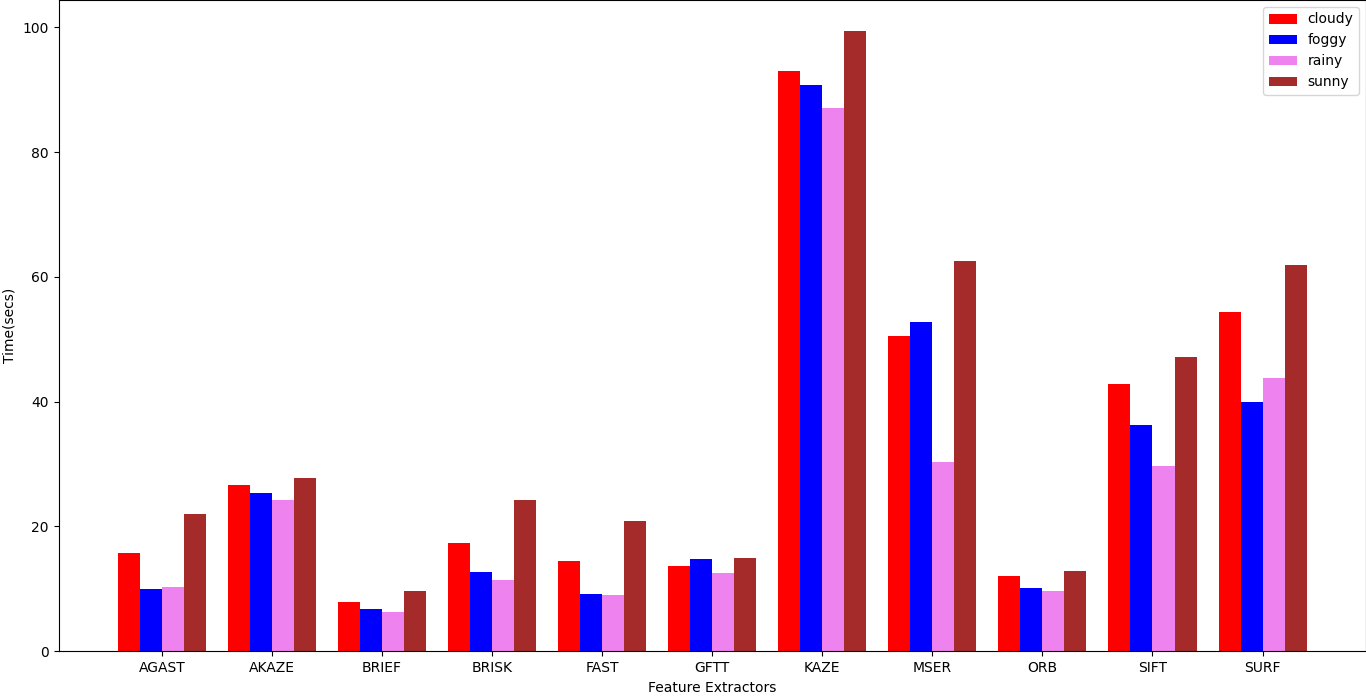 100
80
60
40
20
0
Time(secs)
cloudy
foggy
rainy
sunny
AGAST AKAZE BRIEF BRISK FAST GFTT KAZE MSER ORB SIFT SURF
Feature Extractors